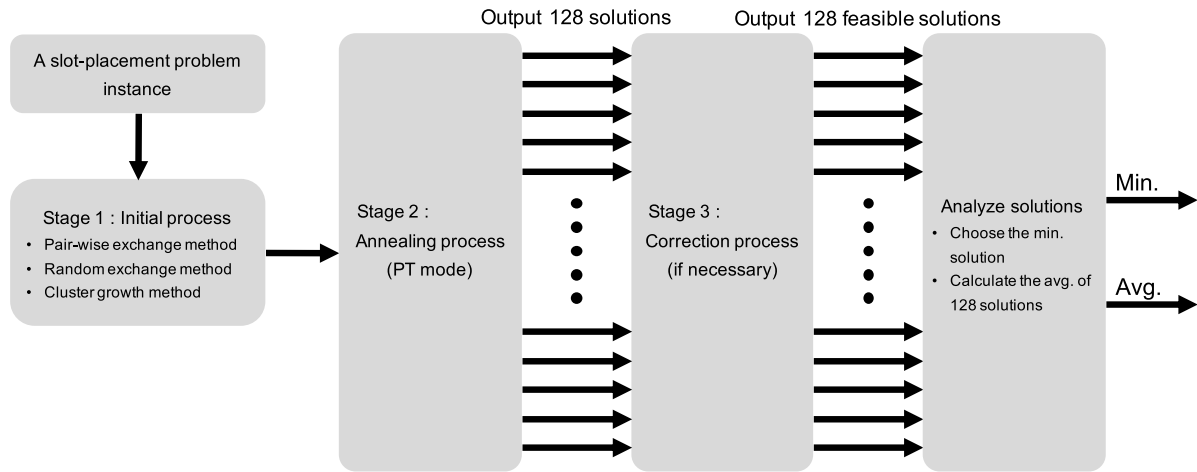 Output 128 solutions
Output 128 feasible solutions
A slot-placement problem
instance
Stage 1 : Initial process
• Pair-wise exchange method
• Random exchange method
• Cluster growth method
Stage 2 :
Annealing process
(PT mode)
Stage 3 :
Correction process
(if necessary)
Analyze solutions
• Choose the min.
solution
• Calculate the avg. of
128 solutions
Min.
Avg.